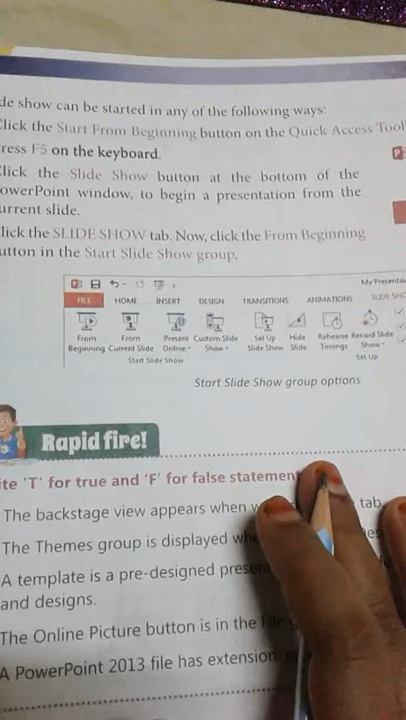 de show can be started in any of the following ways:
lick the Start From Beginning button on the Quick Access Tool
ress F5 on the keyboard.
lick the Slide Show button at the bottom of the
owerPoint window, to begin a presentation from the
urrent slide.
lick the SLIDE SHOW tab. Now, click the From Beginning
utton in the Start Slide Show group.
My Presenta
FILE HOME INSERT DESIGN TRANSITIONS ANIMATIONS SLIDE SHO
From Beginning
From Current Slide
Present Online
Custom Slide Show
Set Up Slide Show
Hide Slide
Rehearse Timings
Record Slide Show
Start Slide Show
Set Up
Start Slide Show group options
Rapid fire!
ite 'T' for true and 'F' for false statemen
The backstage view appears when tab
The Themes group is displayed
A template is a pre-designed
and designs.
The Online Picture button is in the
A PowerPoint 2013 file has extension